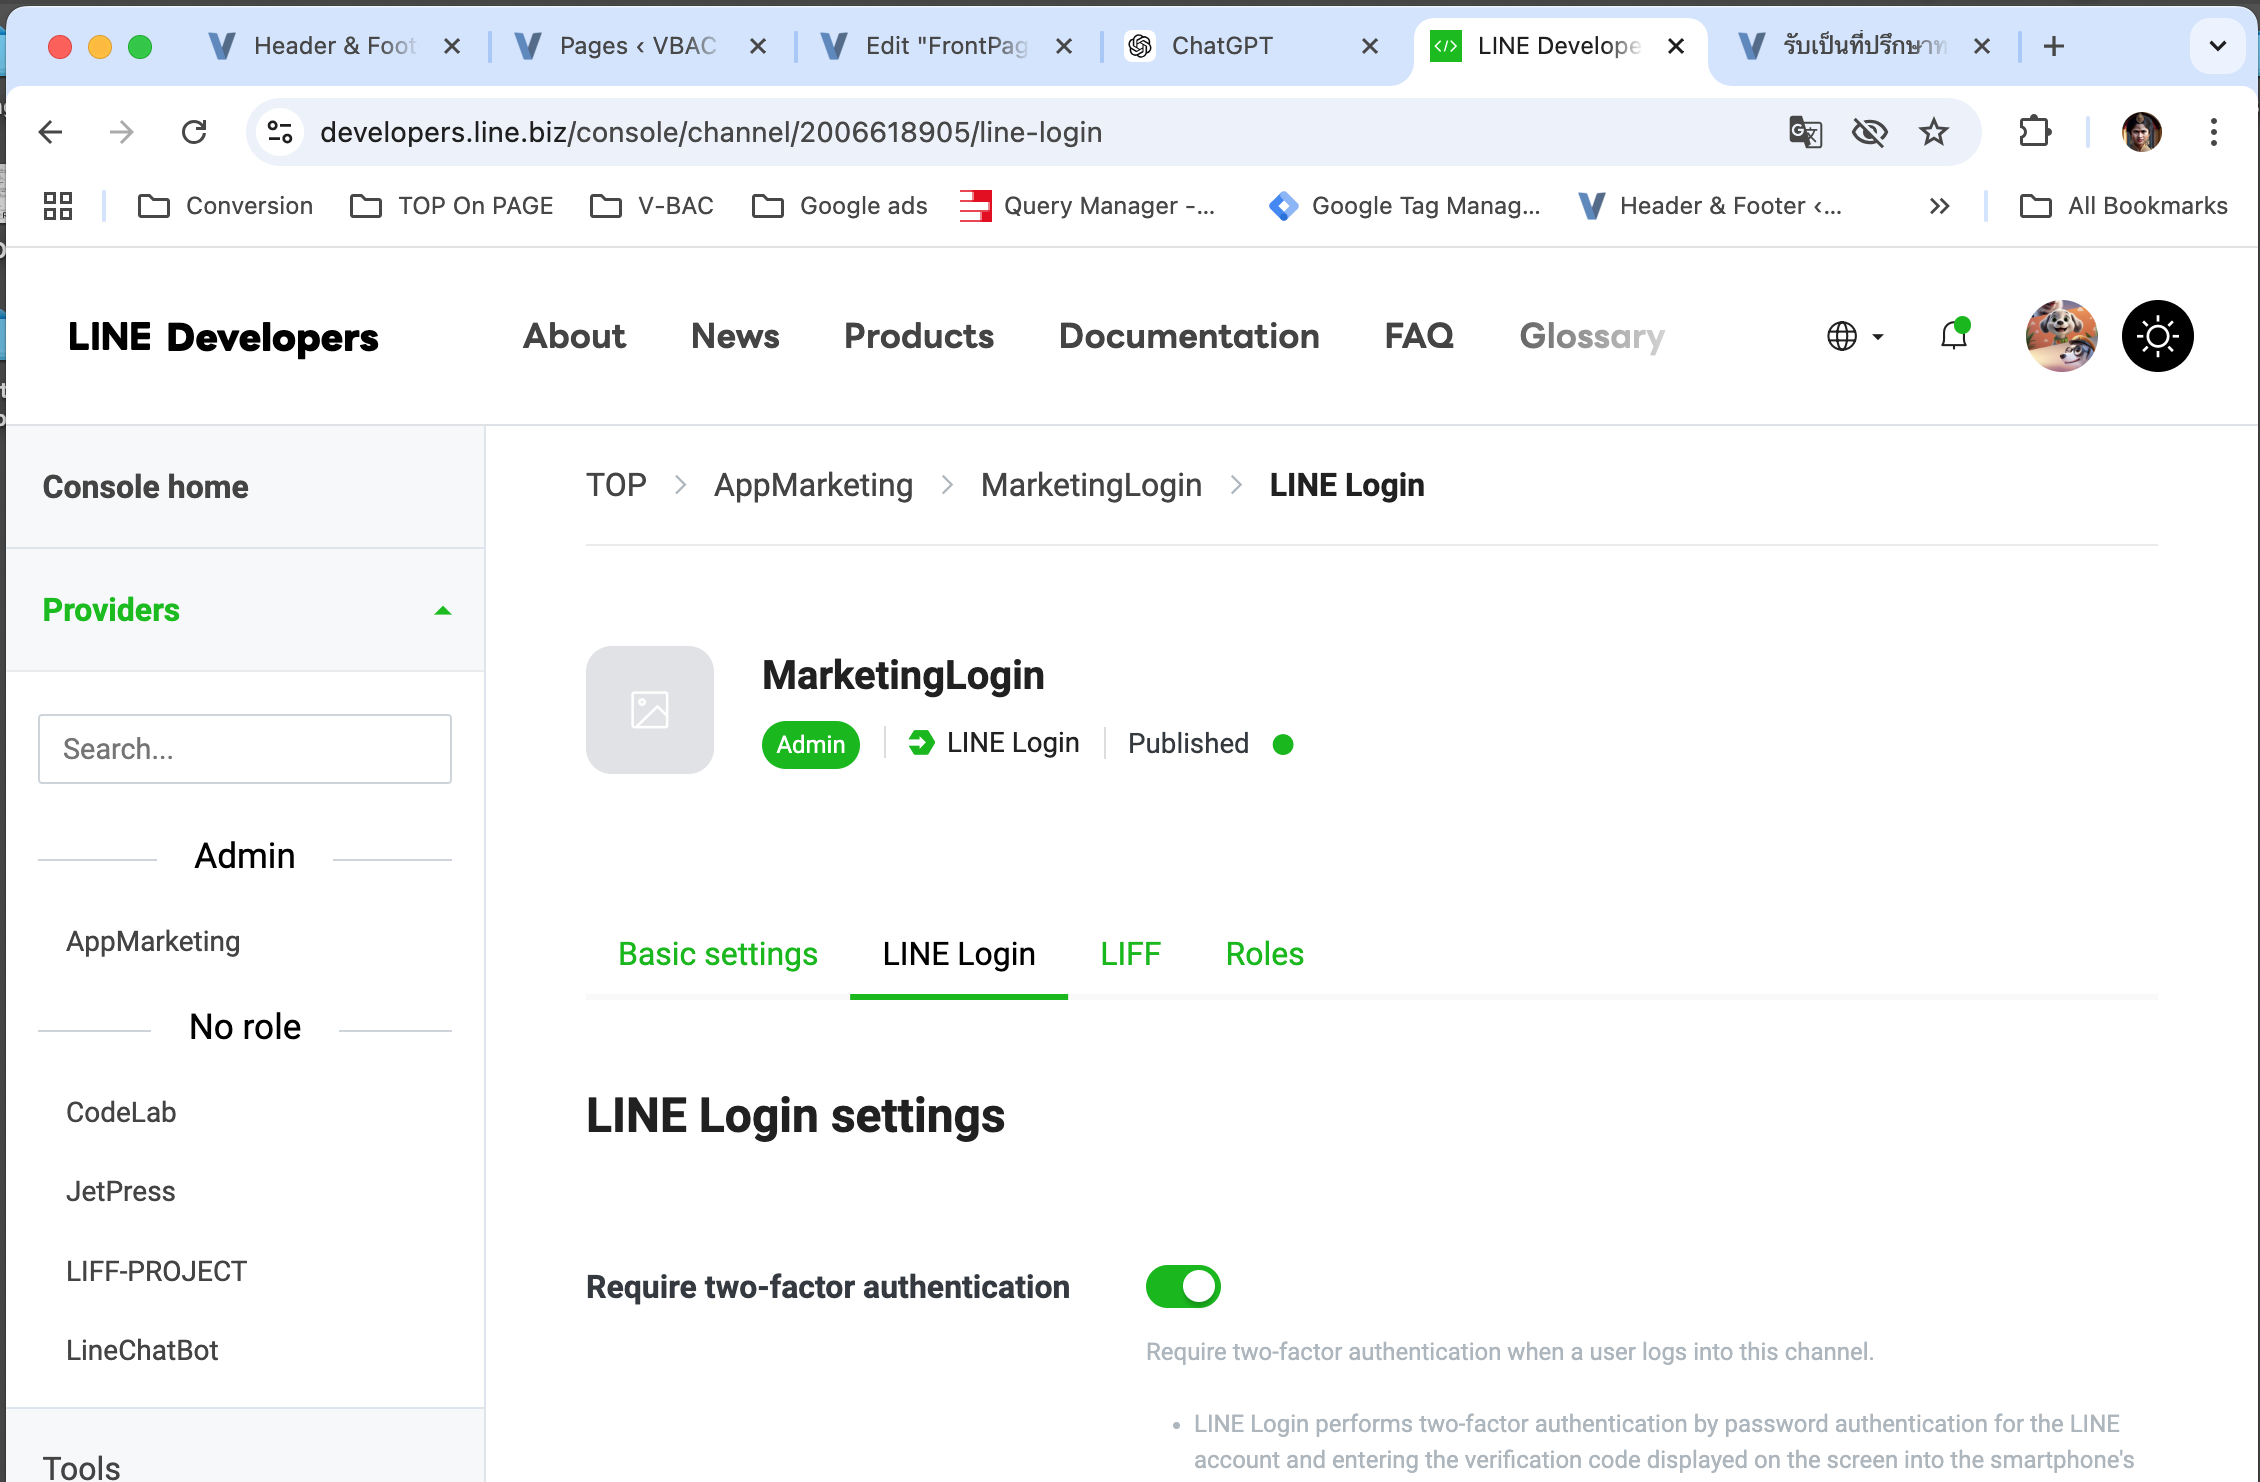 Header & Foot
Pages ‹ VBAC
Edit "FrontPag
ChatGPT
LINE Develope
รับเป็นที่ปรึกษาท
developers.line.biz/console/channel/2006618905/line-login
Conversion
TOP On PAGE
V-BAC
Google ads
Query Manager -...
Google Tag Manag...
Header & Footer ‹...
All Bookmarks
LINE Developers
About
News
Products
Documentation
FAQ
Glossary
Console home
Providers
Search...
Admin
AppMarketing
No role
CodeLab
JetPress
LIFF-PROJECT
LineChatBot
Tools
TOP > AppMarketing > MarketingLogin > LINE Login
MarketingLogin
Admin
LINE Login
Published
Basic settings
LINE Login
LIFF
Roles
LINE Login settings
Require two-factor authentication
Require two-factor authentication when a user logs into this channel.
• LINE Login performs two-factor authentication by password authentication for the LINE
account and entering the verification code displayed on the screen into the smartphone's